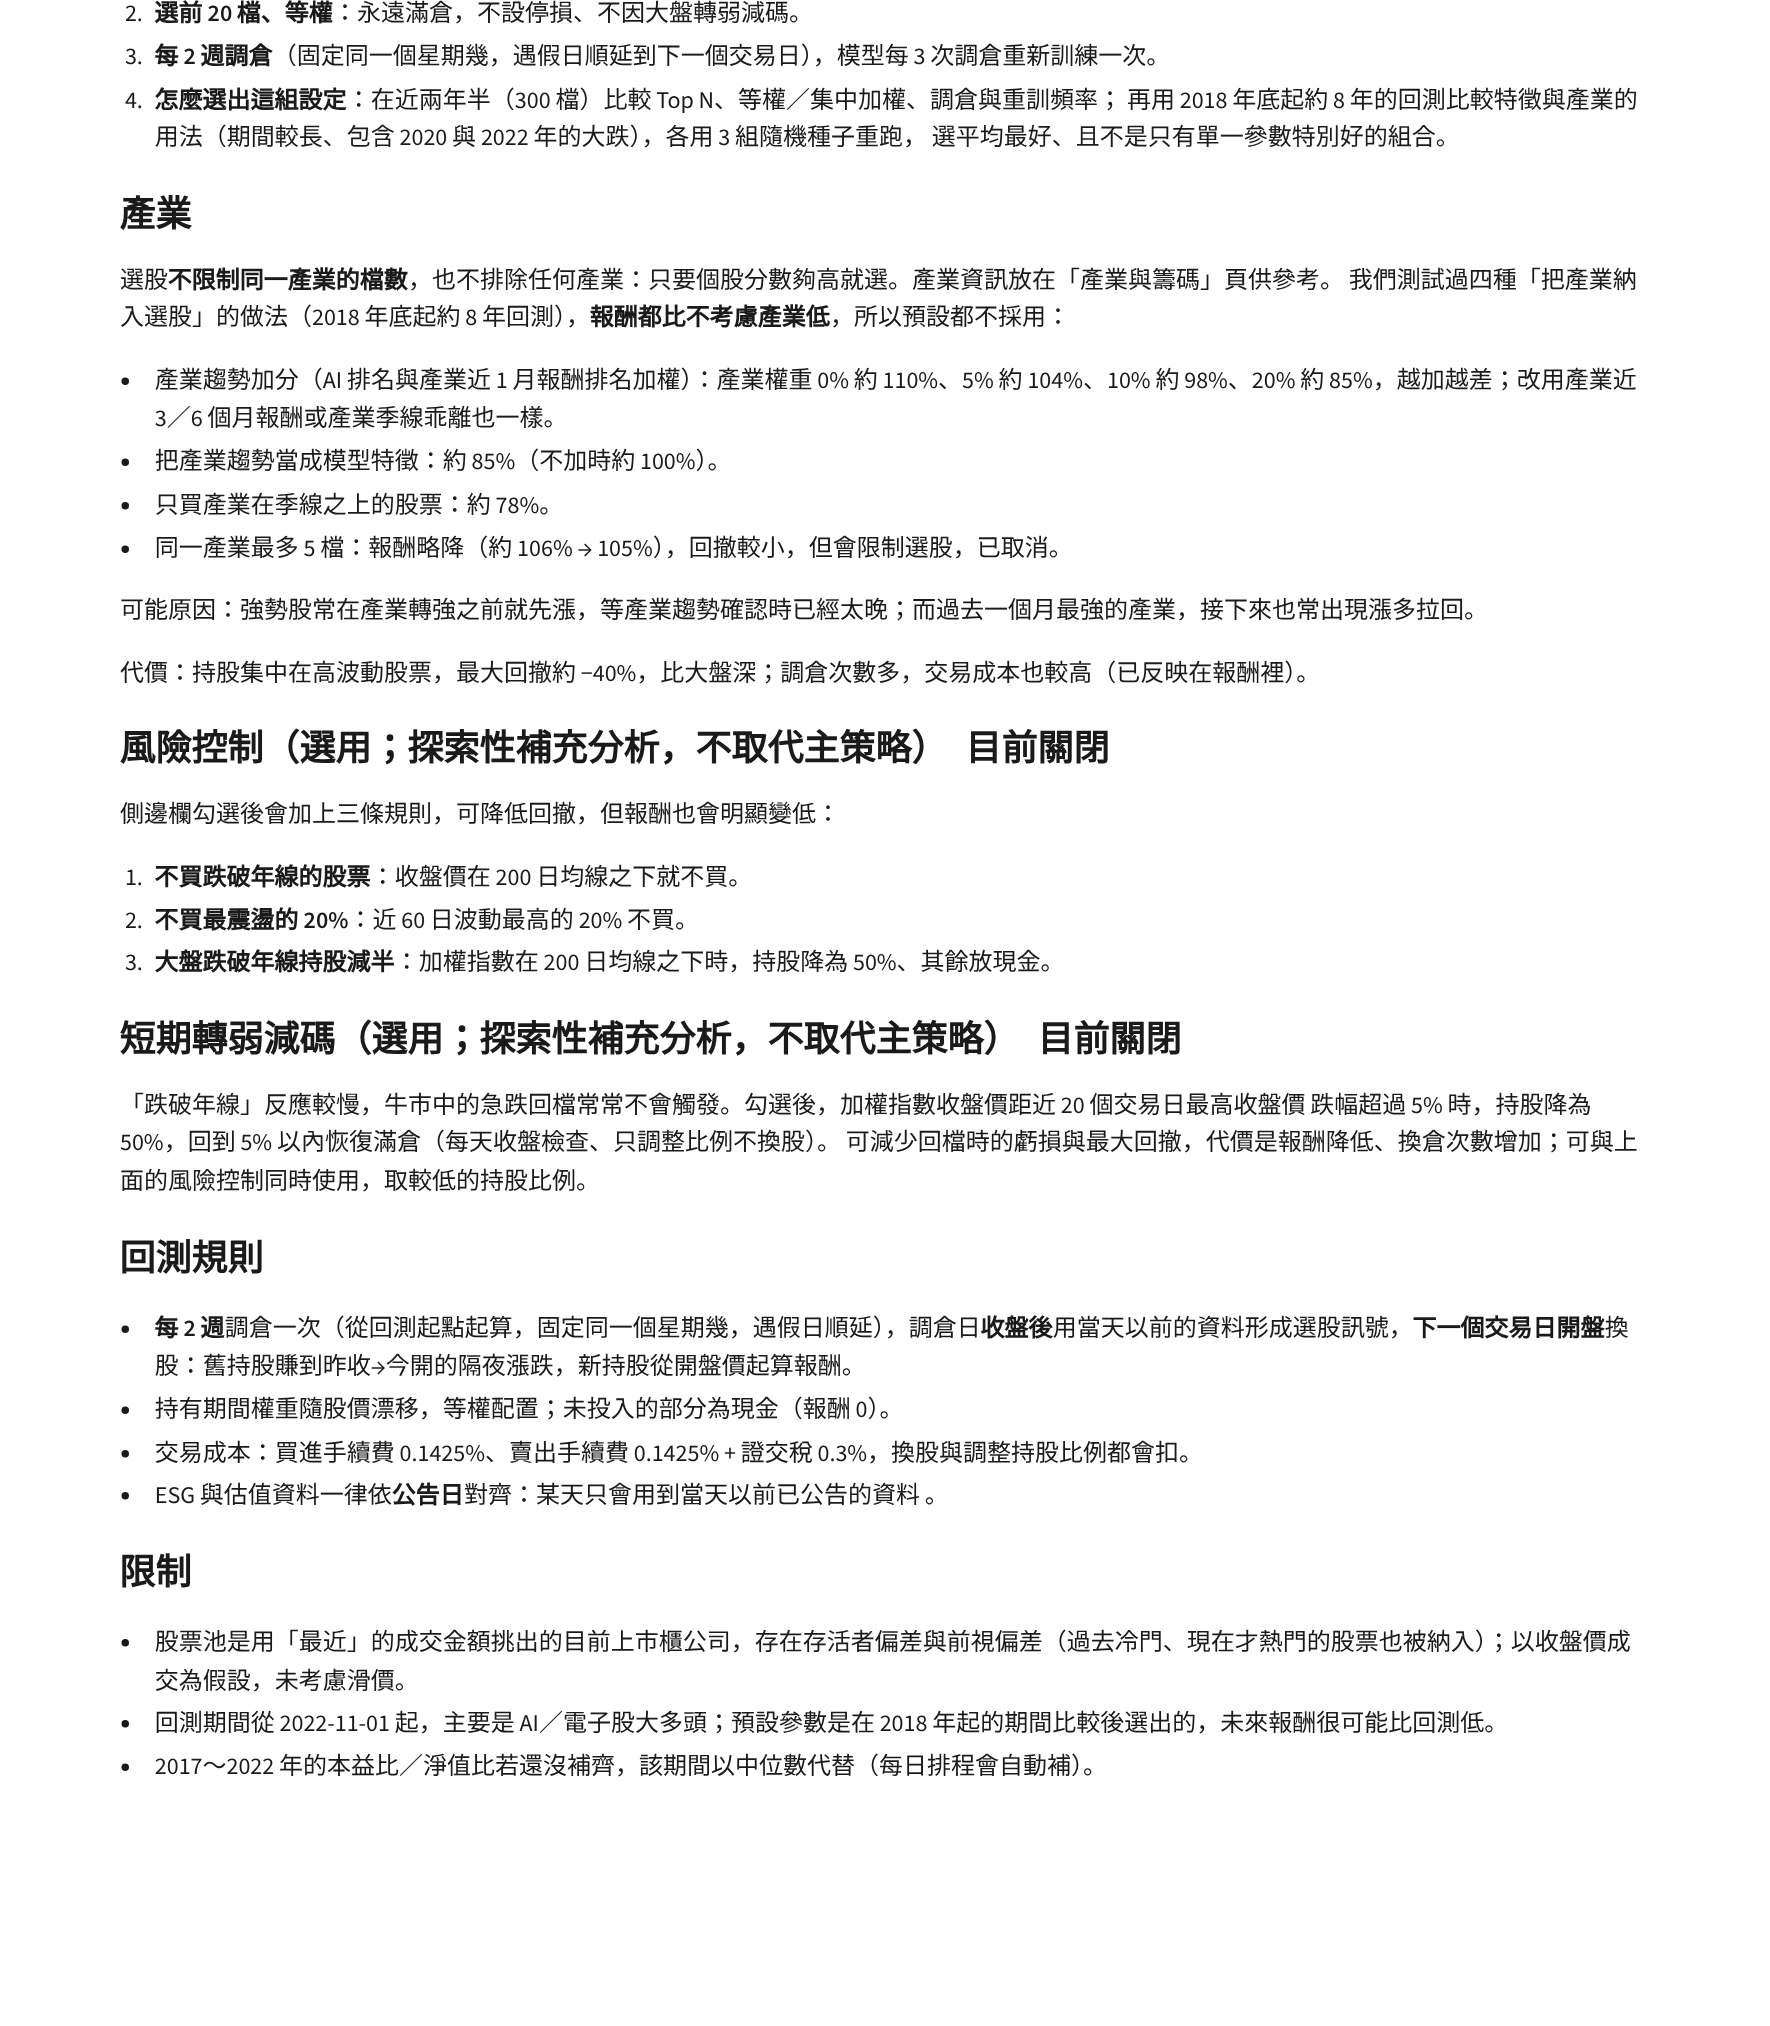 2. 選前 20 檔、等權：永遠滿倉，不設停損、不因大盤轉弱減碼。
3. 每 2 週調倉（固定同一個星期幾，遇假日順延到下一個交易日），模型每 3 次調倉重新訓練一次。
4. 怎麼選出這組設定：在近兩年半（300 檔）比較 Top N、等權／集中加權、調倉與重訓頻率； 再用 2018 年底起約 8 年的回測比較特徵與產業的
用法（期間較長、包含 2020 與 2022 年的大跌），各用 3 組隨機種子重跑， 選平均最好、且不是只有單一參數特別好的組合。
產業
選股不限制同一產業的檔數，也不排除任何產業：只要個股分數夠高就選。產業資訊放在「產業與籌碼」頁供參考。 我們測試過四種「把產業納
入選股」的做法（2018 年底起約 8 年回測），報酬都比不考慮產業低，所以預設都不採用：
• 產業趨勢加分（AI 排名與產業近 1 月報酬排名加權）：產業權重 0% 約 110%、5% 約 104%、10% 約 98%、20% 約 85%，越加越差；改用產業近
3／6 個月報酬或產業季線乖離也一樣。
• 把產業趨勢當成模型特徵：約 85%（不加時約 100%）。
• 只買產業在季線之上的股票：約 78%。
• 同一產業最多 5 檔：報酬略降（約 106% → 105%），回撤較小，但會限制選股，已取消。
可能原因：強勢股常在產業轉強之前就先漲，等產業趨勢確認時已經太晚；而過去一個月最強的產業，接下來也常出現漲多拉回。
代價：持股集中在高波動股票，最大回撤約 −40%，比大盤深；調倉次數多，交易成本也較高（已反映在報酬裡）。
風險控制（選用；探索性補充分析，不取代主策略） 目前關閉
側邊欄勾選後會加上三條規則，可降低回撤，但報酬也會明顯變低：
1. 不買跌破年線的股票：收盤價在 200 日均線之下就不買。
2. 不買最震盪的 20%：近 60 日波動最高的 20% 不買。
3. 大盤跌破年線持股減半：加權指數在 200 日均線之下時，持股降為 50%、其餘放現金。
短期轉弱減碼（選用；探索性補充分析，不取代主策略） 目前關閉
「跌破年線」反應較慢，牛市中的急跌回檔常常不會觸發。勾選後，加權指數收盤價距近 20 個交易日最高收盤價 跌幅超過 5% 時，持股降為
50%，回到 5% 以內恢復滿倉（每天收盤檢查、只調整比例不換股）。 可減少回檔時的虧損與最大回撤，代價是報酬降低、換倉次數增加；可與上
面的風險控制同時使用，取較低的持股比例。
回測規則
• 每 2 週調倉一次（從回測起點起算，固定同一個星期幾，遇假日順延），調倉日收盤後用當天以前的資料形成選股訊號，下一個交易日開盤換
股：舊持股賺到昨收→今開的隔夜漲跌，新持股從開盤價起算報酬。
• 持有期間權重隨股價漂移，等權配置；未投入的部分為現金（報酬 0）。
• 交易成本：買進手續費 0.1425%、賣出手續費 0.1425% + 證交稅 0.3%，換股與調整持股比例都會扣。
• ESG 與估值資料一律依公告日對齊：某天只會用到當天以前已公告的資料 。
限制
• 股票池是用「最近」的成交金額挑出的目前上市櫃公司，存在存活者偏差與前視偏差（過去冷門、現在才熱門的股票也被納入）；以收盤價成
交為假設，未考慮滑價。
• 回測期間從 2022-11-01 起，主要是 AI／電子股大多頭；預設參數是在 2018 年起的期間比較後選出的，未來報酬很可能比回測低。
• 2017～2022 年的本益比／淨值比若還沒補齊，該期間以中位數代替（每日排程會自動補）。